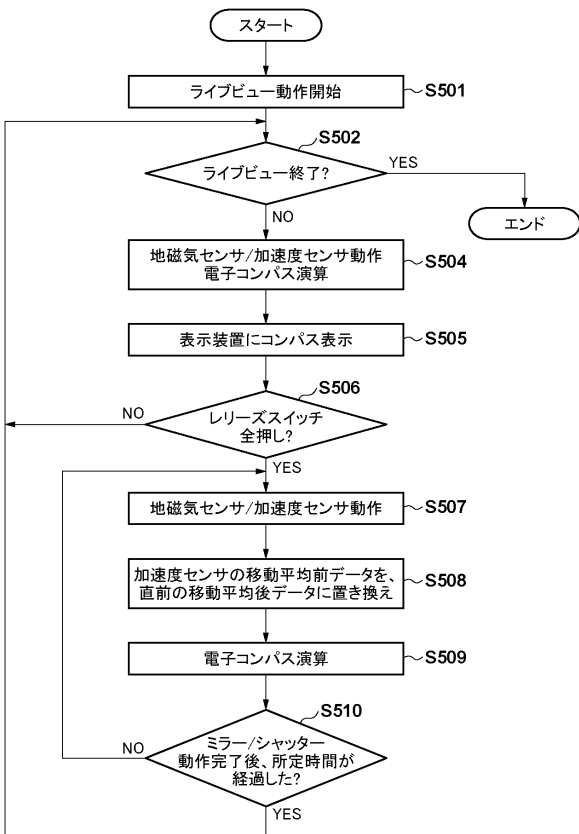 スタート
ライブビュー動作開始
S501
S502
ライブビュー終了?
YES
NO
エンド
地磁気センサ/加速度センサ動作
電子コンパス演算
S504
表示装置にコンパス表示
S505
S506
レリーズスイッチ
全押し?
NO
YES
地磁気センサ/加速度センサ動作
S507
加速度センサの移動平均前データを、
直前の移動平均後データに置き換え
S508
電子コンパス演算
S509
S510
ミラー/シャッター
動作完了後、所定時間が
経過した?
NO
YES